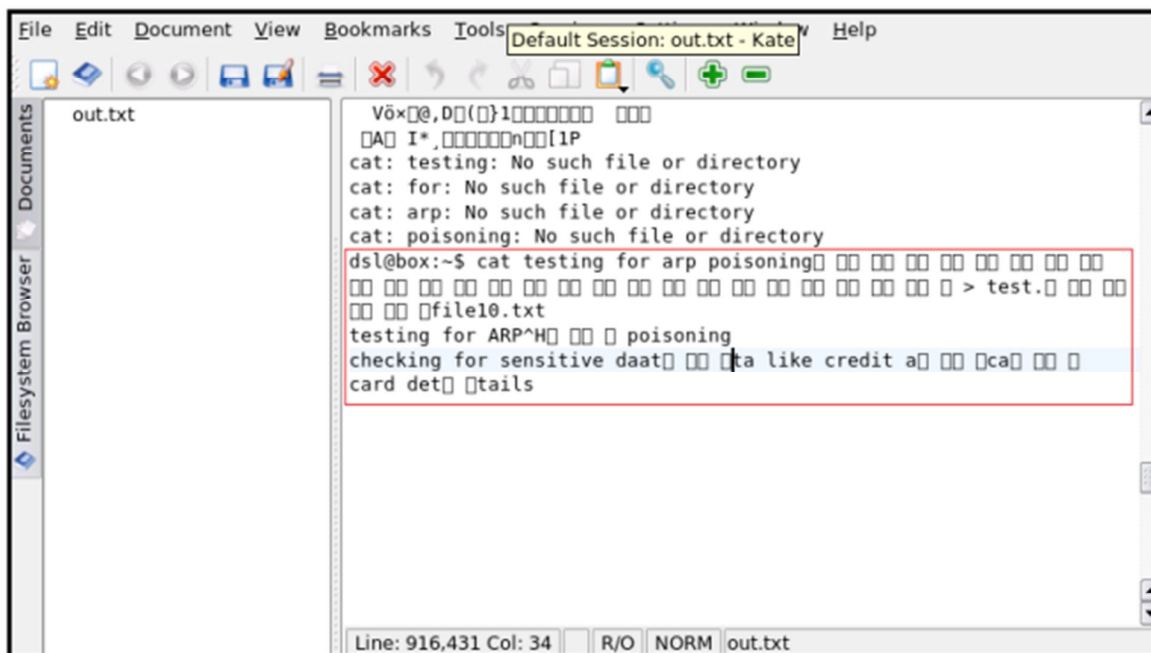 File Edit Document View Bookmarks Tools Help
Default Session: out.txt - Kate
Documents
Filesystem Browser
out.txt
Vö×□@,D□(□}1□□□□□□□ □□□
□A□ I*¸□□□□□□n□□[1P
cat: testing: No such file or directory
cat: for: No such file or directory
cat: arp: No such file or directory
cat: poisoning: No such file or directory
dsl@box:~$ cat testing for arp poisoning□ □□ □□ □□ □□ □□ □□ □□ □□
□□ □□ □□ □□ □□ □□ □□ □□ □□ □□ □□ □□ □□ □□ □□ □□ □□ □ > test.□ □□ □□
□□ □□ □file10.txt
testing for ARP^H□ □□ □ poisoning
checking for sensitive daat□ □□ □ta like credit a□ □□ □ca□ □□ □
card det□ □tails
Line: 916,431 Col: 34 R/O NORM out.txt